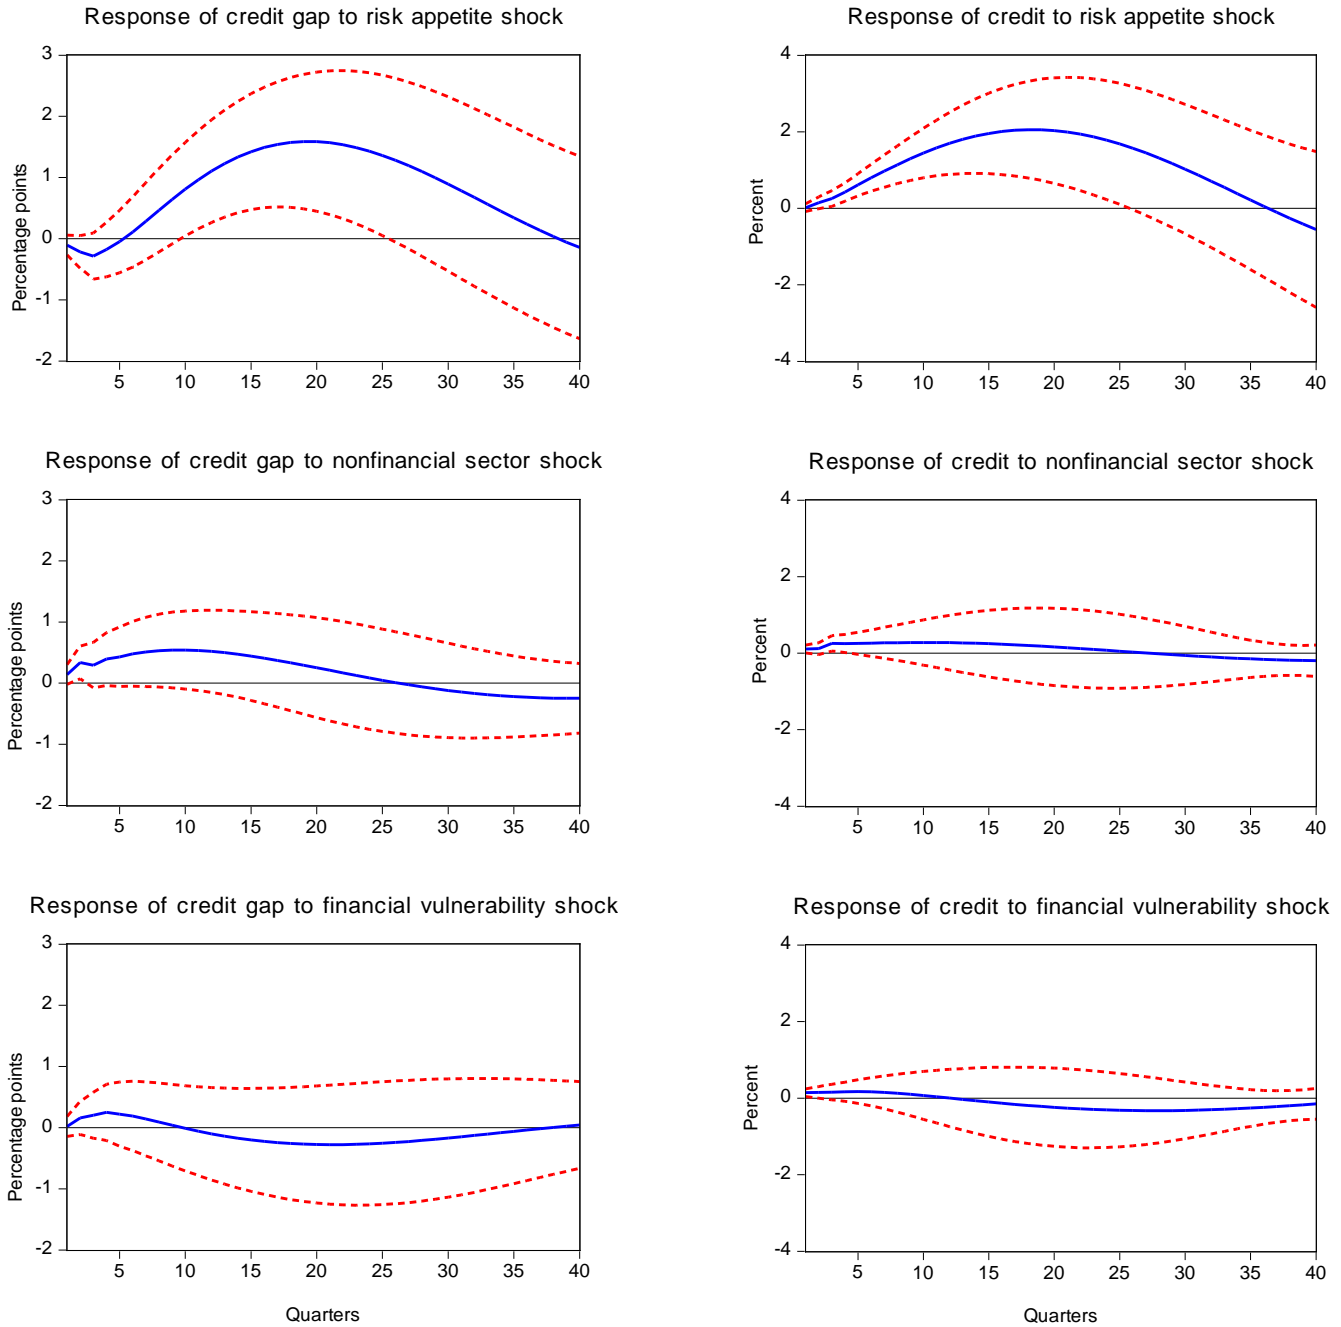 Response of credit gap to risk appetite shock
Percentage points
3
2
1
0
-1
-2
5 10 15 20 25 30 35 40
Response of credit to risk appetite shock
Percent
4
2
0
-2
-4
5 10 15 20 25 30 35 40
Response of credit gap to nonfinancial sector shock
Percentage points
3
2
1
0
-1
-2
5 10 15 20 25 30 35 40
Response of credit to nonfinancial sector shock
Percent
4
2
0
-2
-4
5 10 15 20 25 30 35 40
Response of credit gap to financial vulnerability shock
Percentage points
3
2
1
0
-1
-2
5 10 15 20 25 30 35 40
Quarters
Response of credit to financial vulnerability shock
Percent
4
2
0
-2
-4
5 10 15 20 25 30 35 40
Quarters